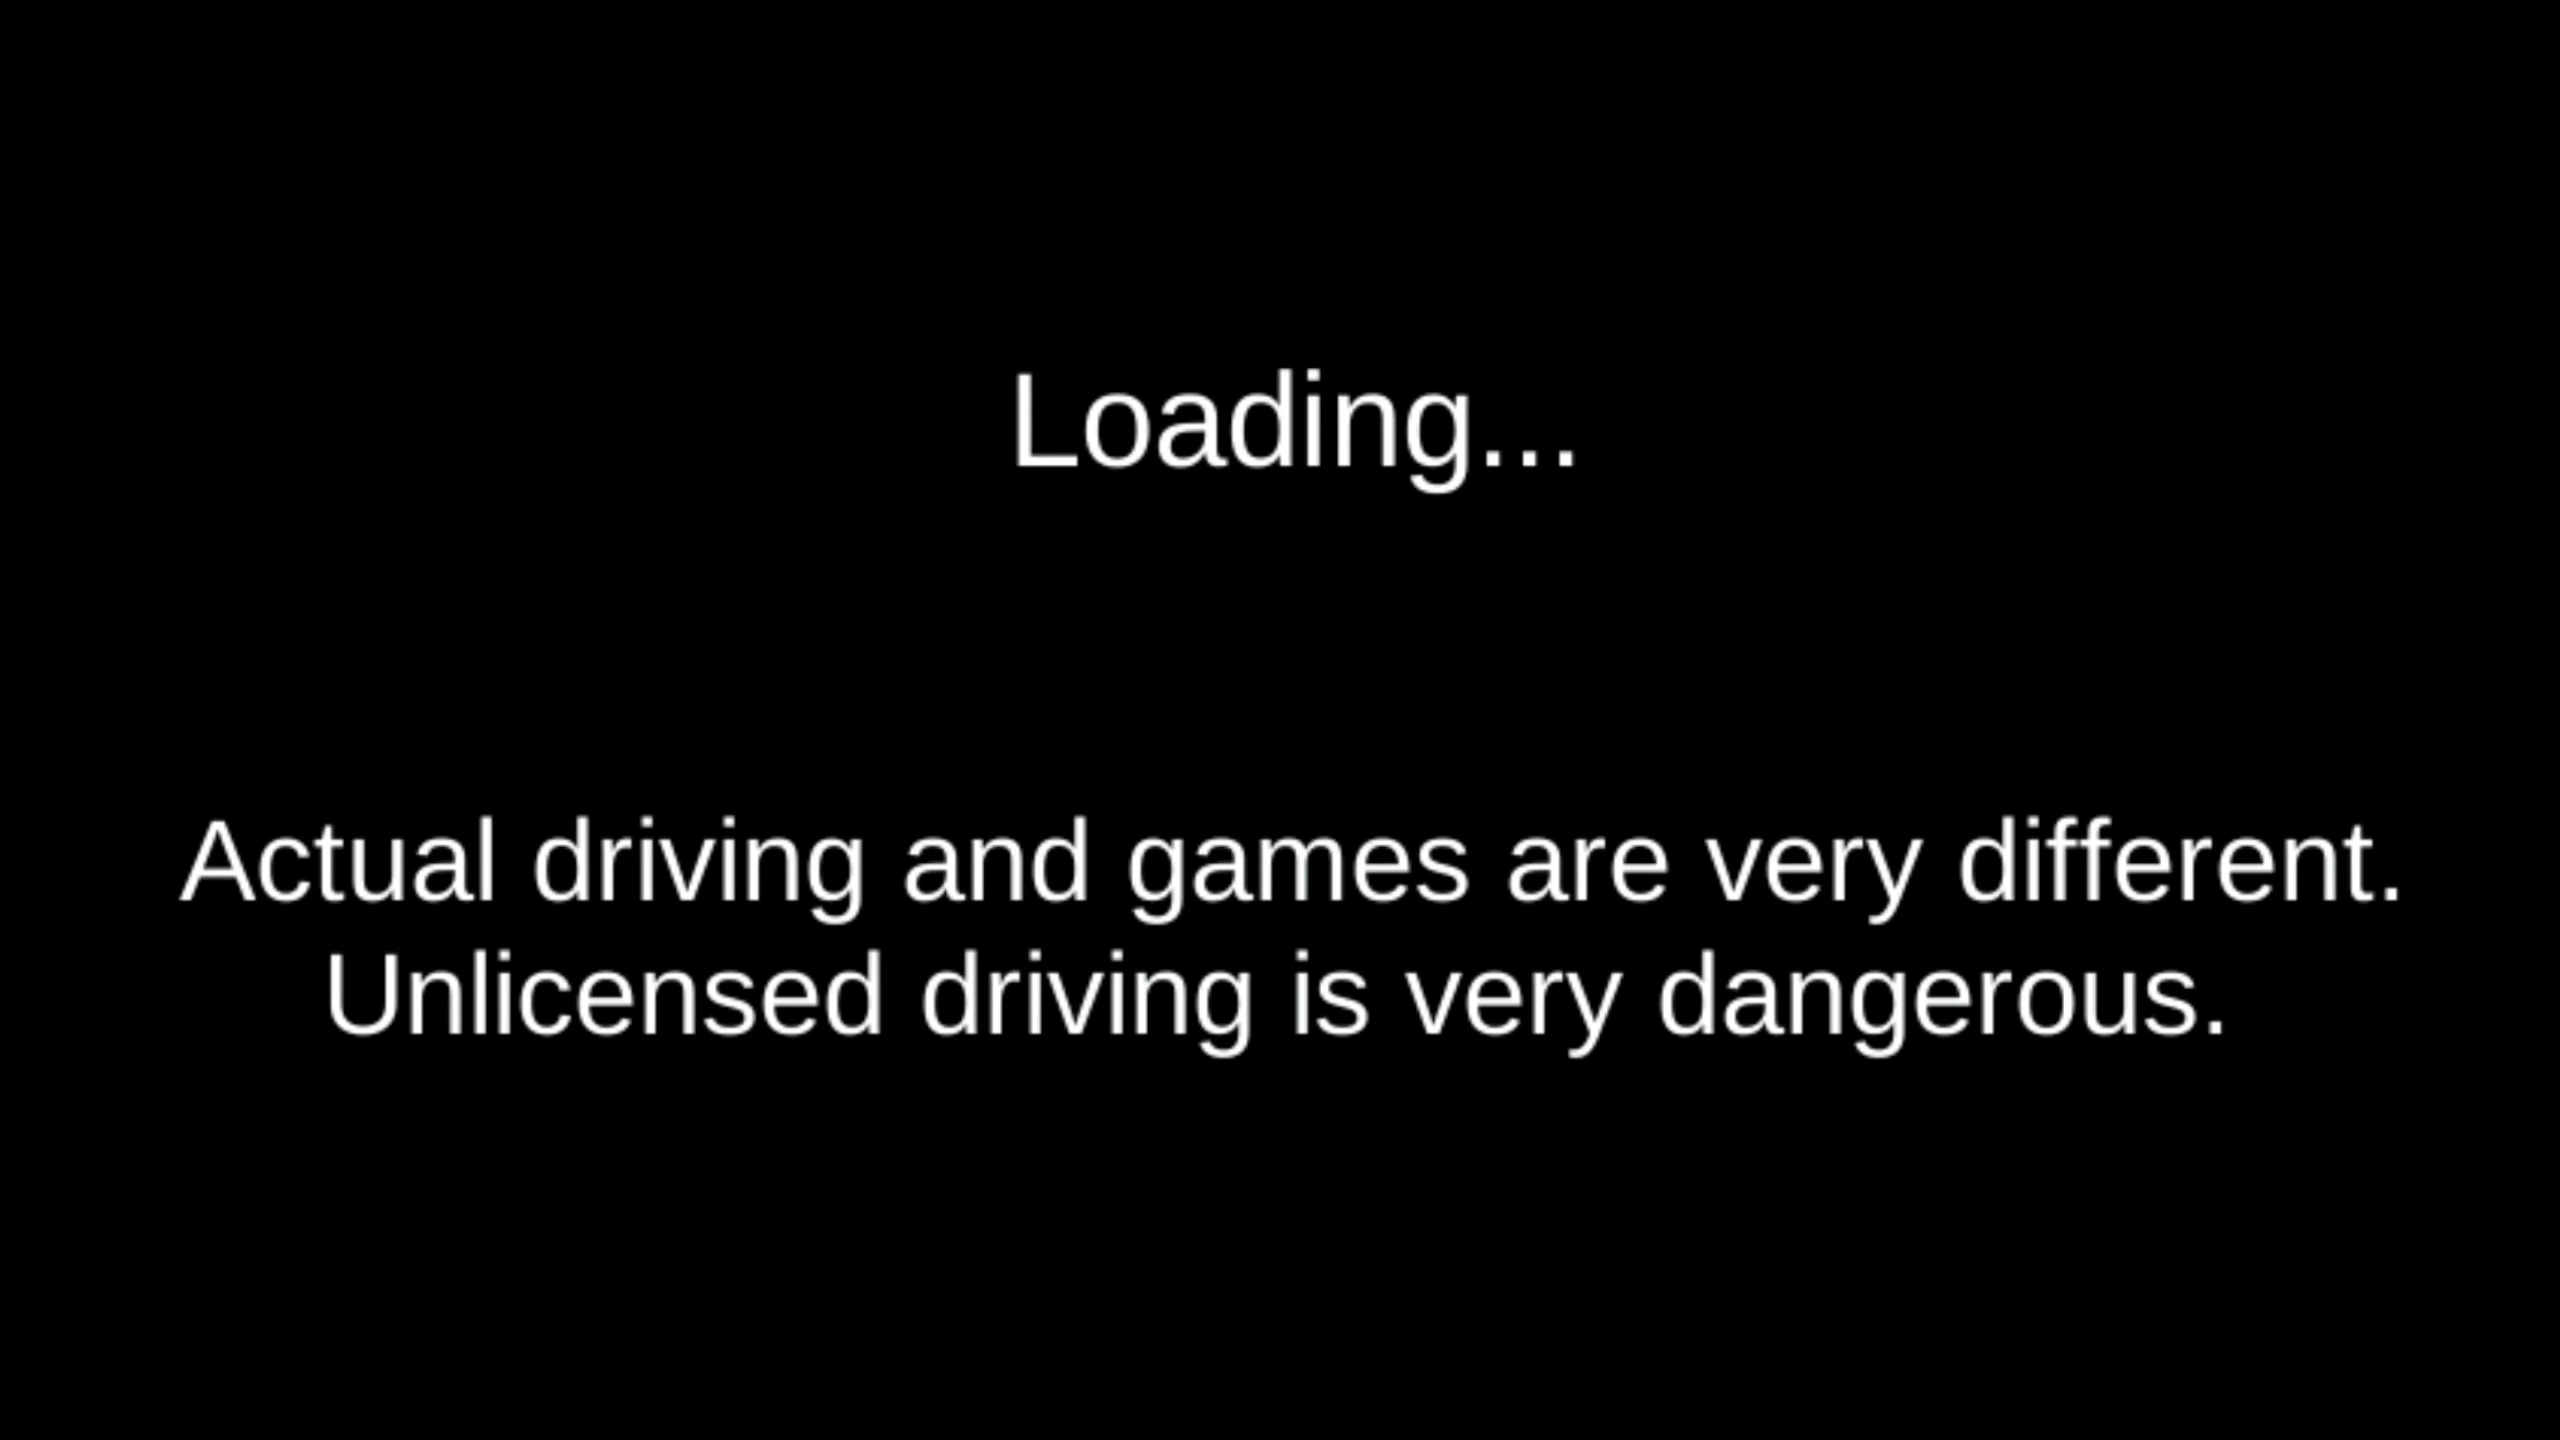 Loading...
Actual driving and games are very different.
Unlicensed driving is very dangerous.